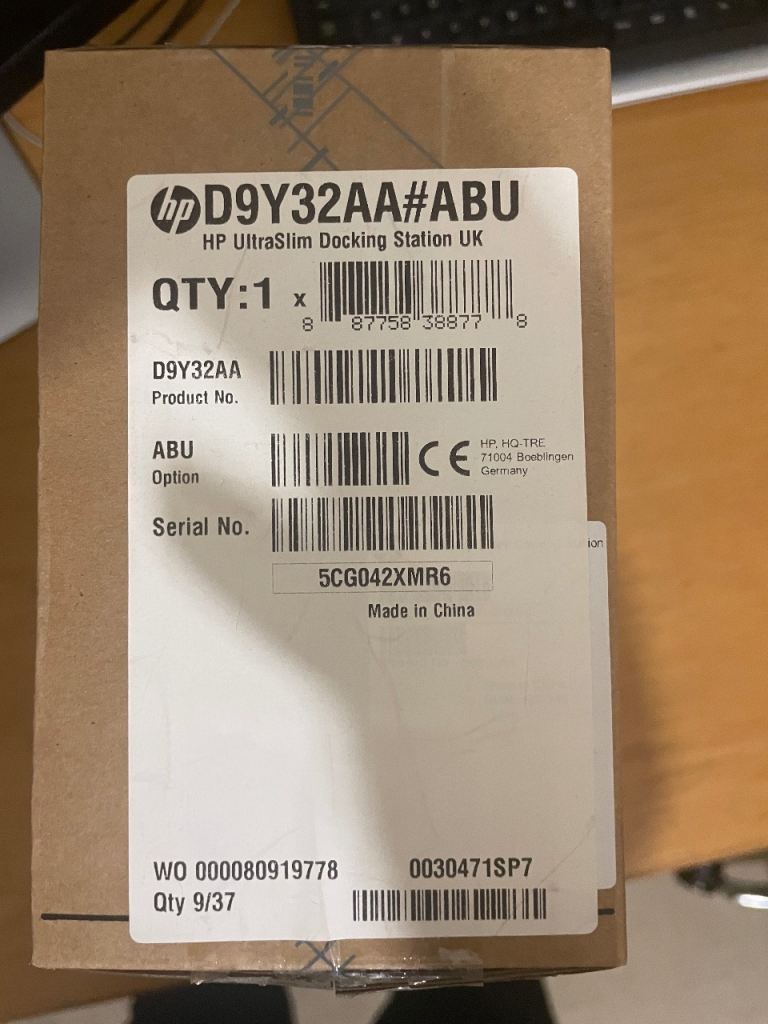 hp D9Y32AA#ABU
HP UltraSlim Docking Station UK
QTY:1 x
8 87758 38877 8
D9Y32AA
Product No.
ABU
Option
CE
HP, HQ-TRE
71004 Boeblingen
Germany
Serial No.
5CG042XMR6
Made in China
ion
WO 000080919778
0030471SP7
Qty 9/37